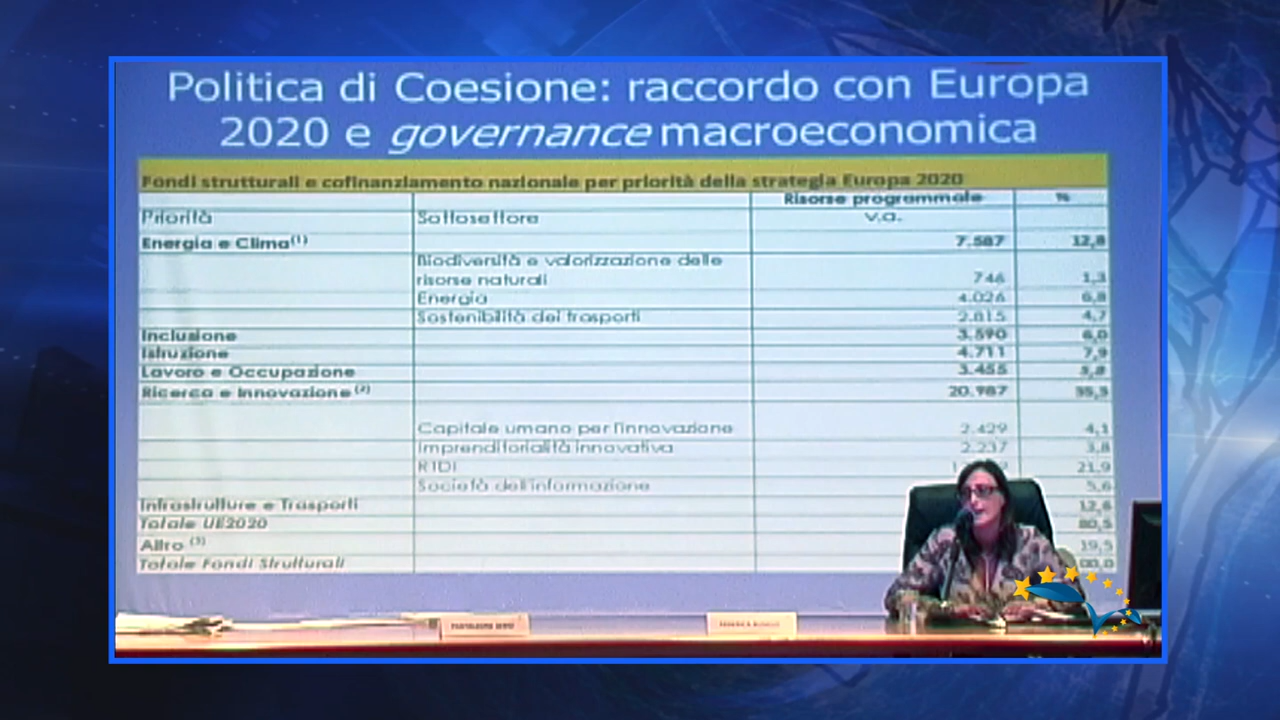 Politica di Coesione: raccordo con Europa
2020 e governance macroeconomica
Fondi strutturali e cofinanziamento nazionale per priorità della strategia Europa 2020
Risorse programmate %
Priorità Sottosettore v.a.
Energia e Clima(1) 7.587 12,8
Biodiversità e valorizzazione delle
risorse naturali 746 1,3
Energia 4.026 6,8
Sostenibilità dei trasporti 2.815 4,7
Inclusione 3.590 6,0
Istruzione 4.711 7,9
Lavoro e Occupazione 3.455 5,8
Ricerca e Innovazione (2) 20.987 35,3
Capitale umano per l'innovazione 2.429 4,1
Imprenditorialità innovativa 2.237 3,8
RTDI 21,9
Società dell'informazione 5,6
Infrastrutture e Trasporti 12,6
Totale UE2020 80,5
Altro (3) 19,5
Totale Fondi Strutturali 00,0